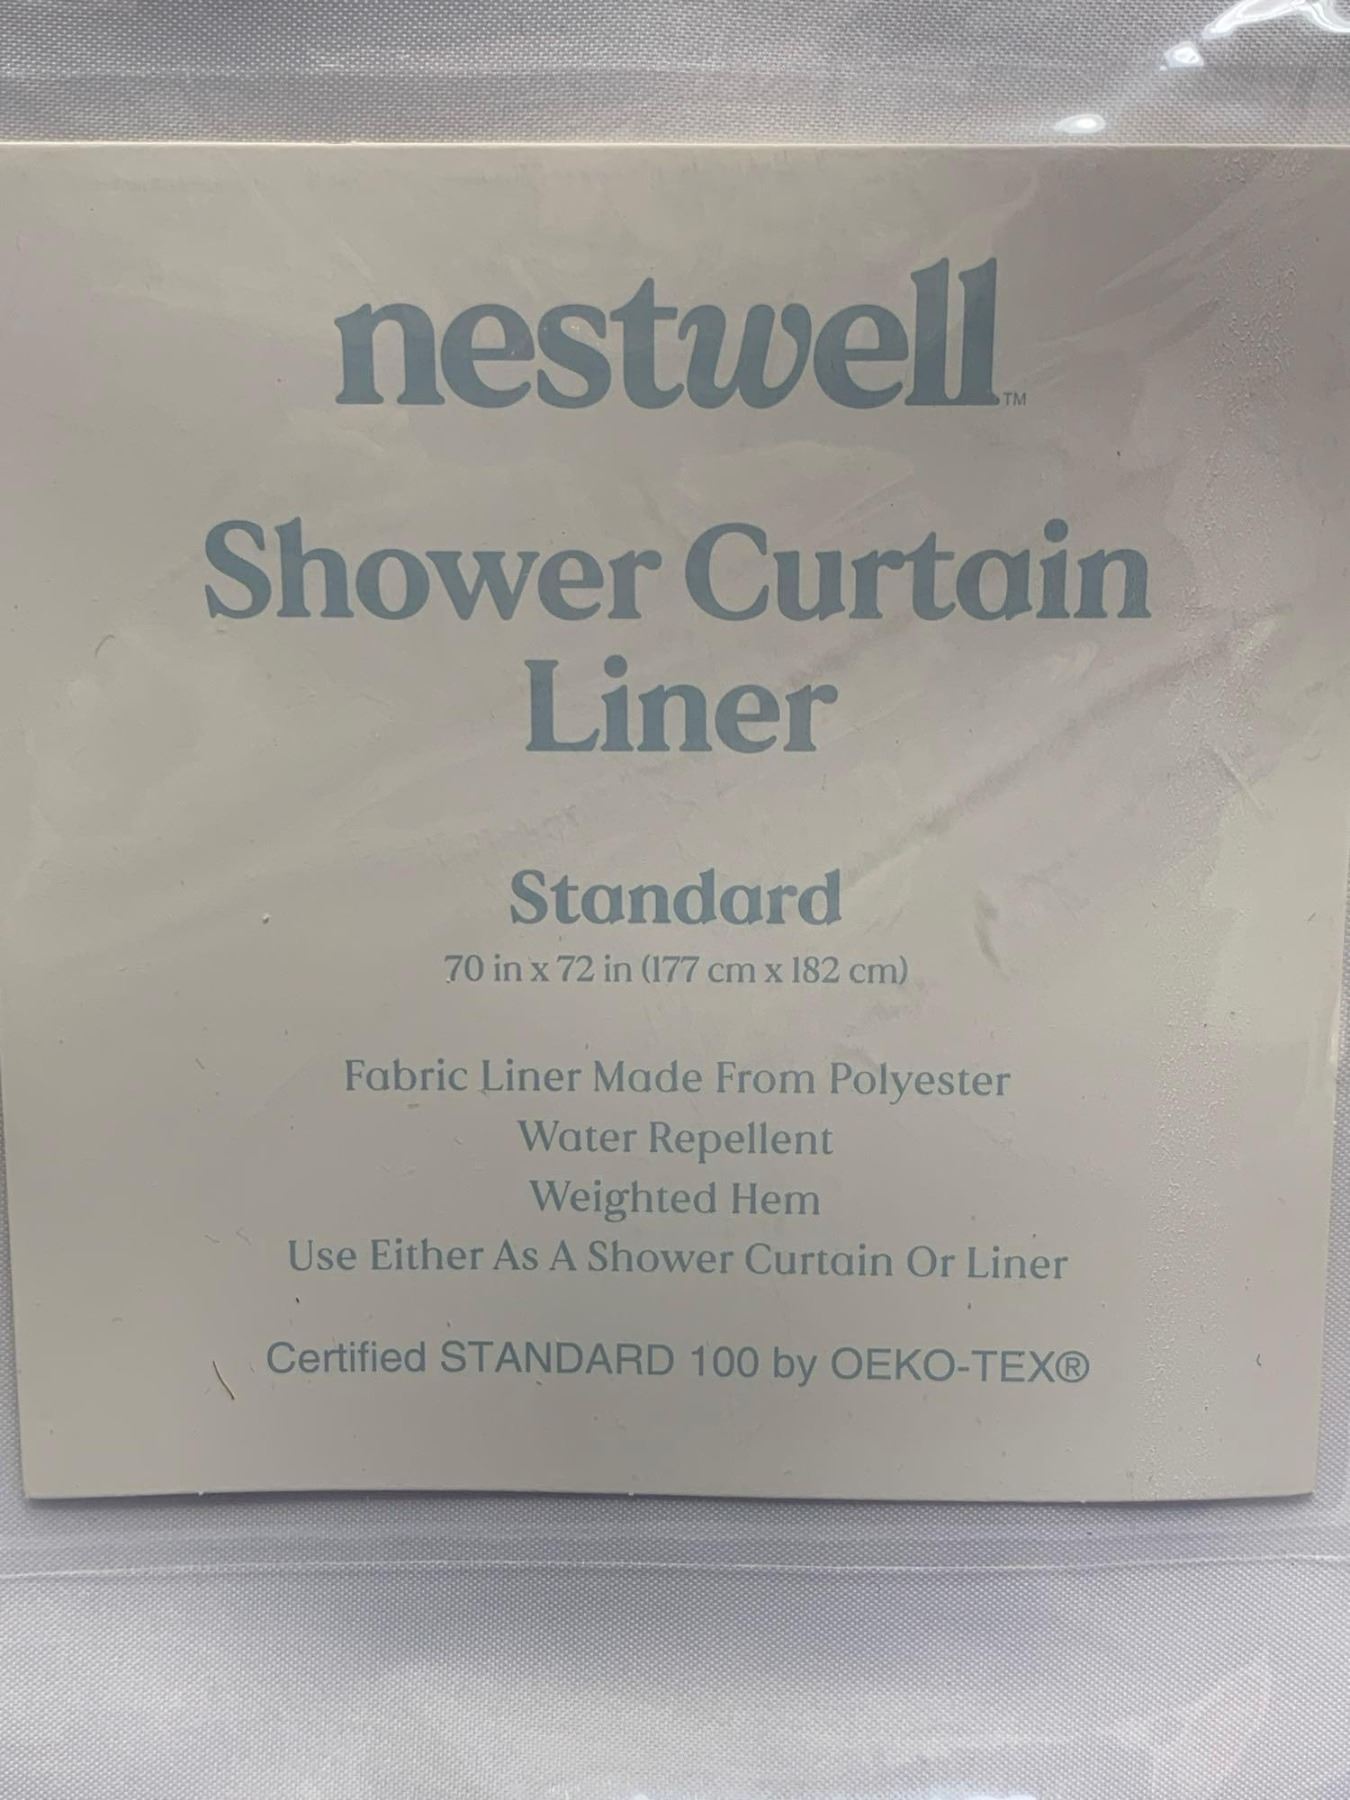 nestwell™
Shower Curtain
Liner
Standard
70 in x 72 in (177 cm x 182 cm)
Fabric Liner Made From Polyester
Water Repellent
Weighted Hem
Use Either As A Shower Curtain Or Liner
Certified STANDARD 100 by OEKO-TEX®